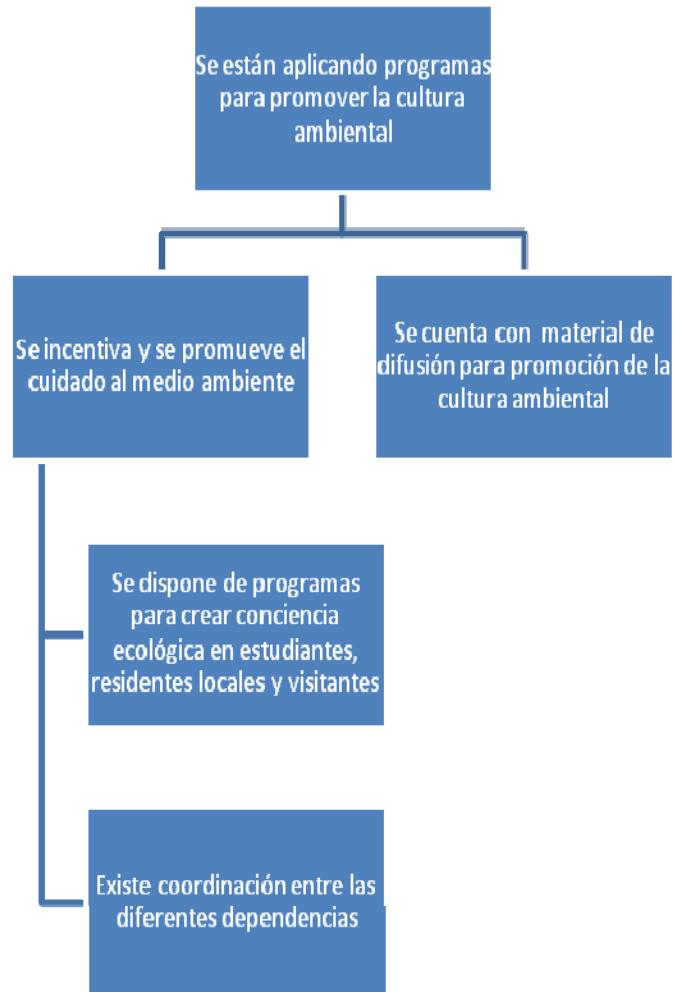 Se están aplicando programas
para promover la cultura
ambiental
Se incentiva y se promueve el
cuidado al medio ambiente
Se cuenta con material de
difusión para promoción de la
cultura ambiental
Se dispone de programas
para crear conciencia
ecológica en estudiantes,
residentes locales y visitantes
Existe coordinación entre las
diferentes dependencias